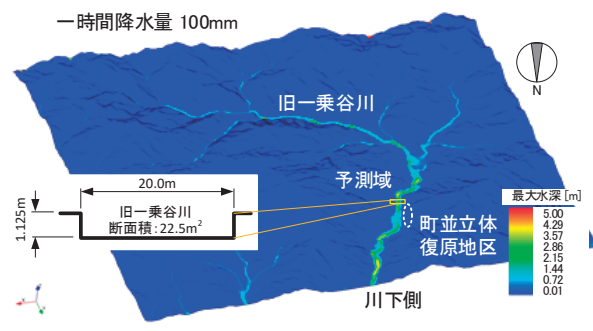 一時間降水量 100mm
N
旧一乗谷川
予測域
20.0m
1.125m
旧一乗谷川
断面積:22.5m²
町並立体
復原地区
川下側
最大水深 [m]
5.00
4.29
3.57
2.86
2.15
1.44
0.72
0.01